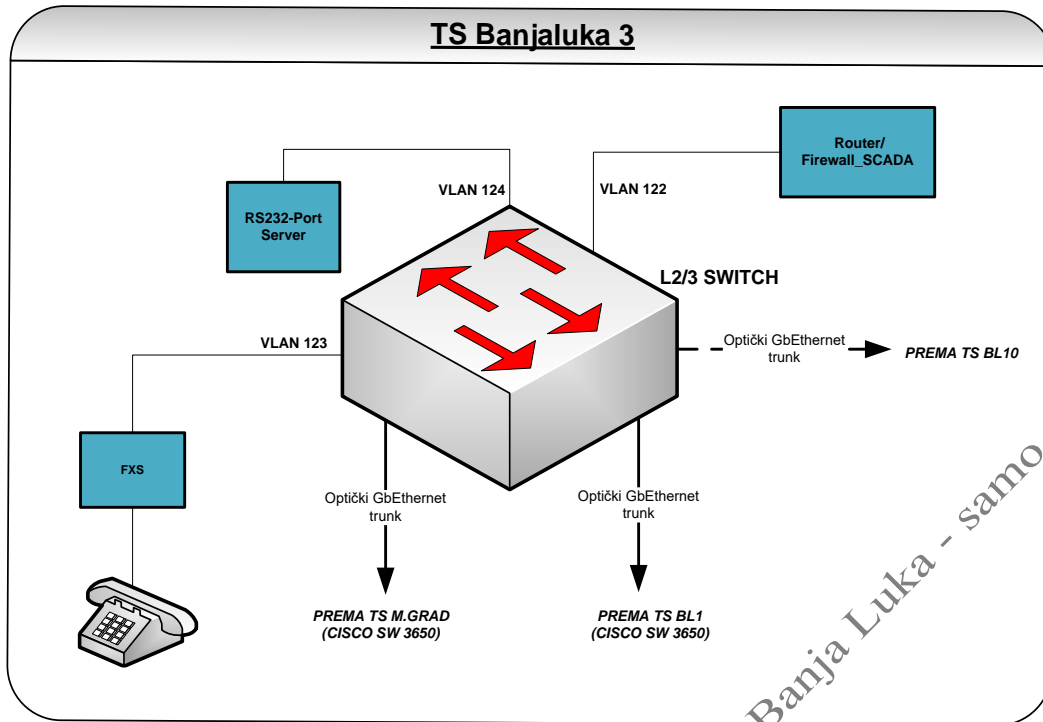 TS Banjaluka 3
Router/
Firewall_SCADA
VLAN 124
VLAN 122
RS232-Port
Server
L2/3 SWITCH
VLAN 123
Optički GbEthernet
trunk
PREMA TS BL10
FXS
Optički GbEthernet
trunk
Optički GbEthernet
trunk
PREMA TS M.GRAD
(CISCO SW 3650)
PREMA TS BL1
(CISCO SW 3650)
Banja Luka - samo